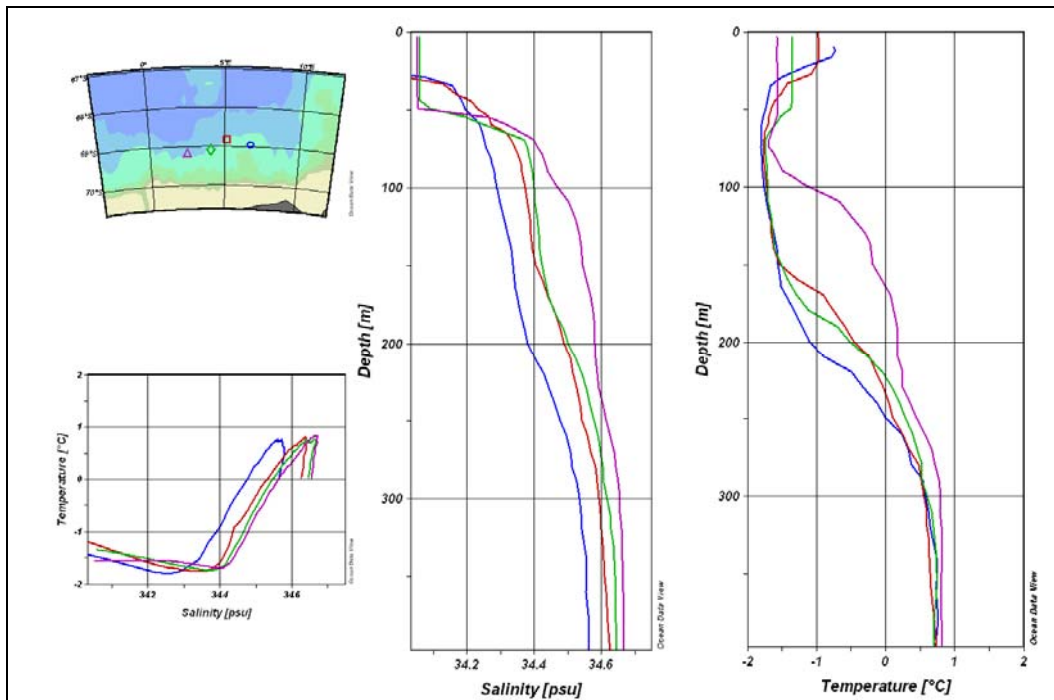 0°
5°E
10°E
67°S
69°S
70°S
Ocean Data View
Temperature [°C]
2
1
0
-1
-2
342
344
346
Salinity [psu]
Ocean Data View
Depth [m]
0
100
200
300
34.2
34.4
34.6
Salinity [psu]
Ocean Data View
Depth [m]
0
100
200
300
-2
-1
0
1
2
Temperature [°C]
Ocean Data View